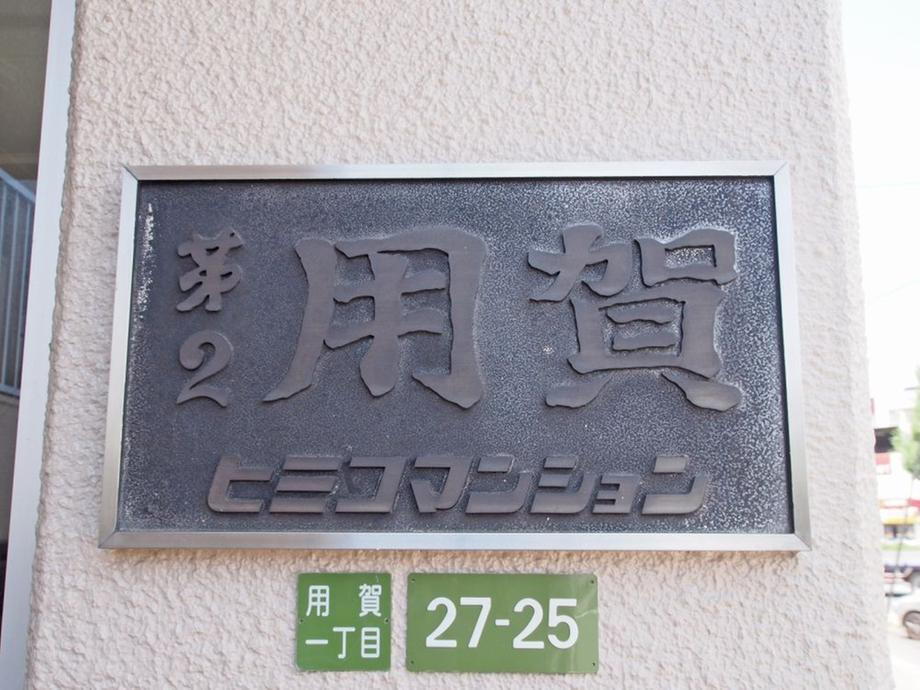 第2
用賀
ヒミコマンション
用賀
一丁目
27-25